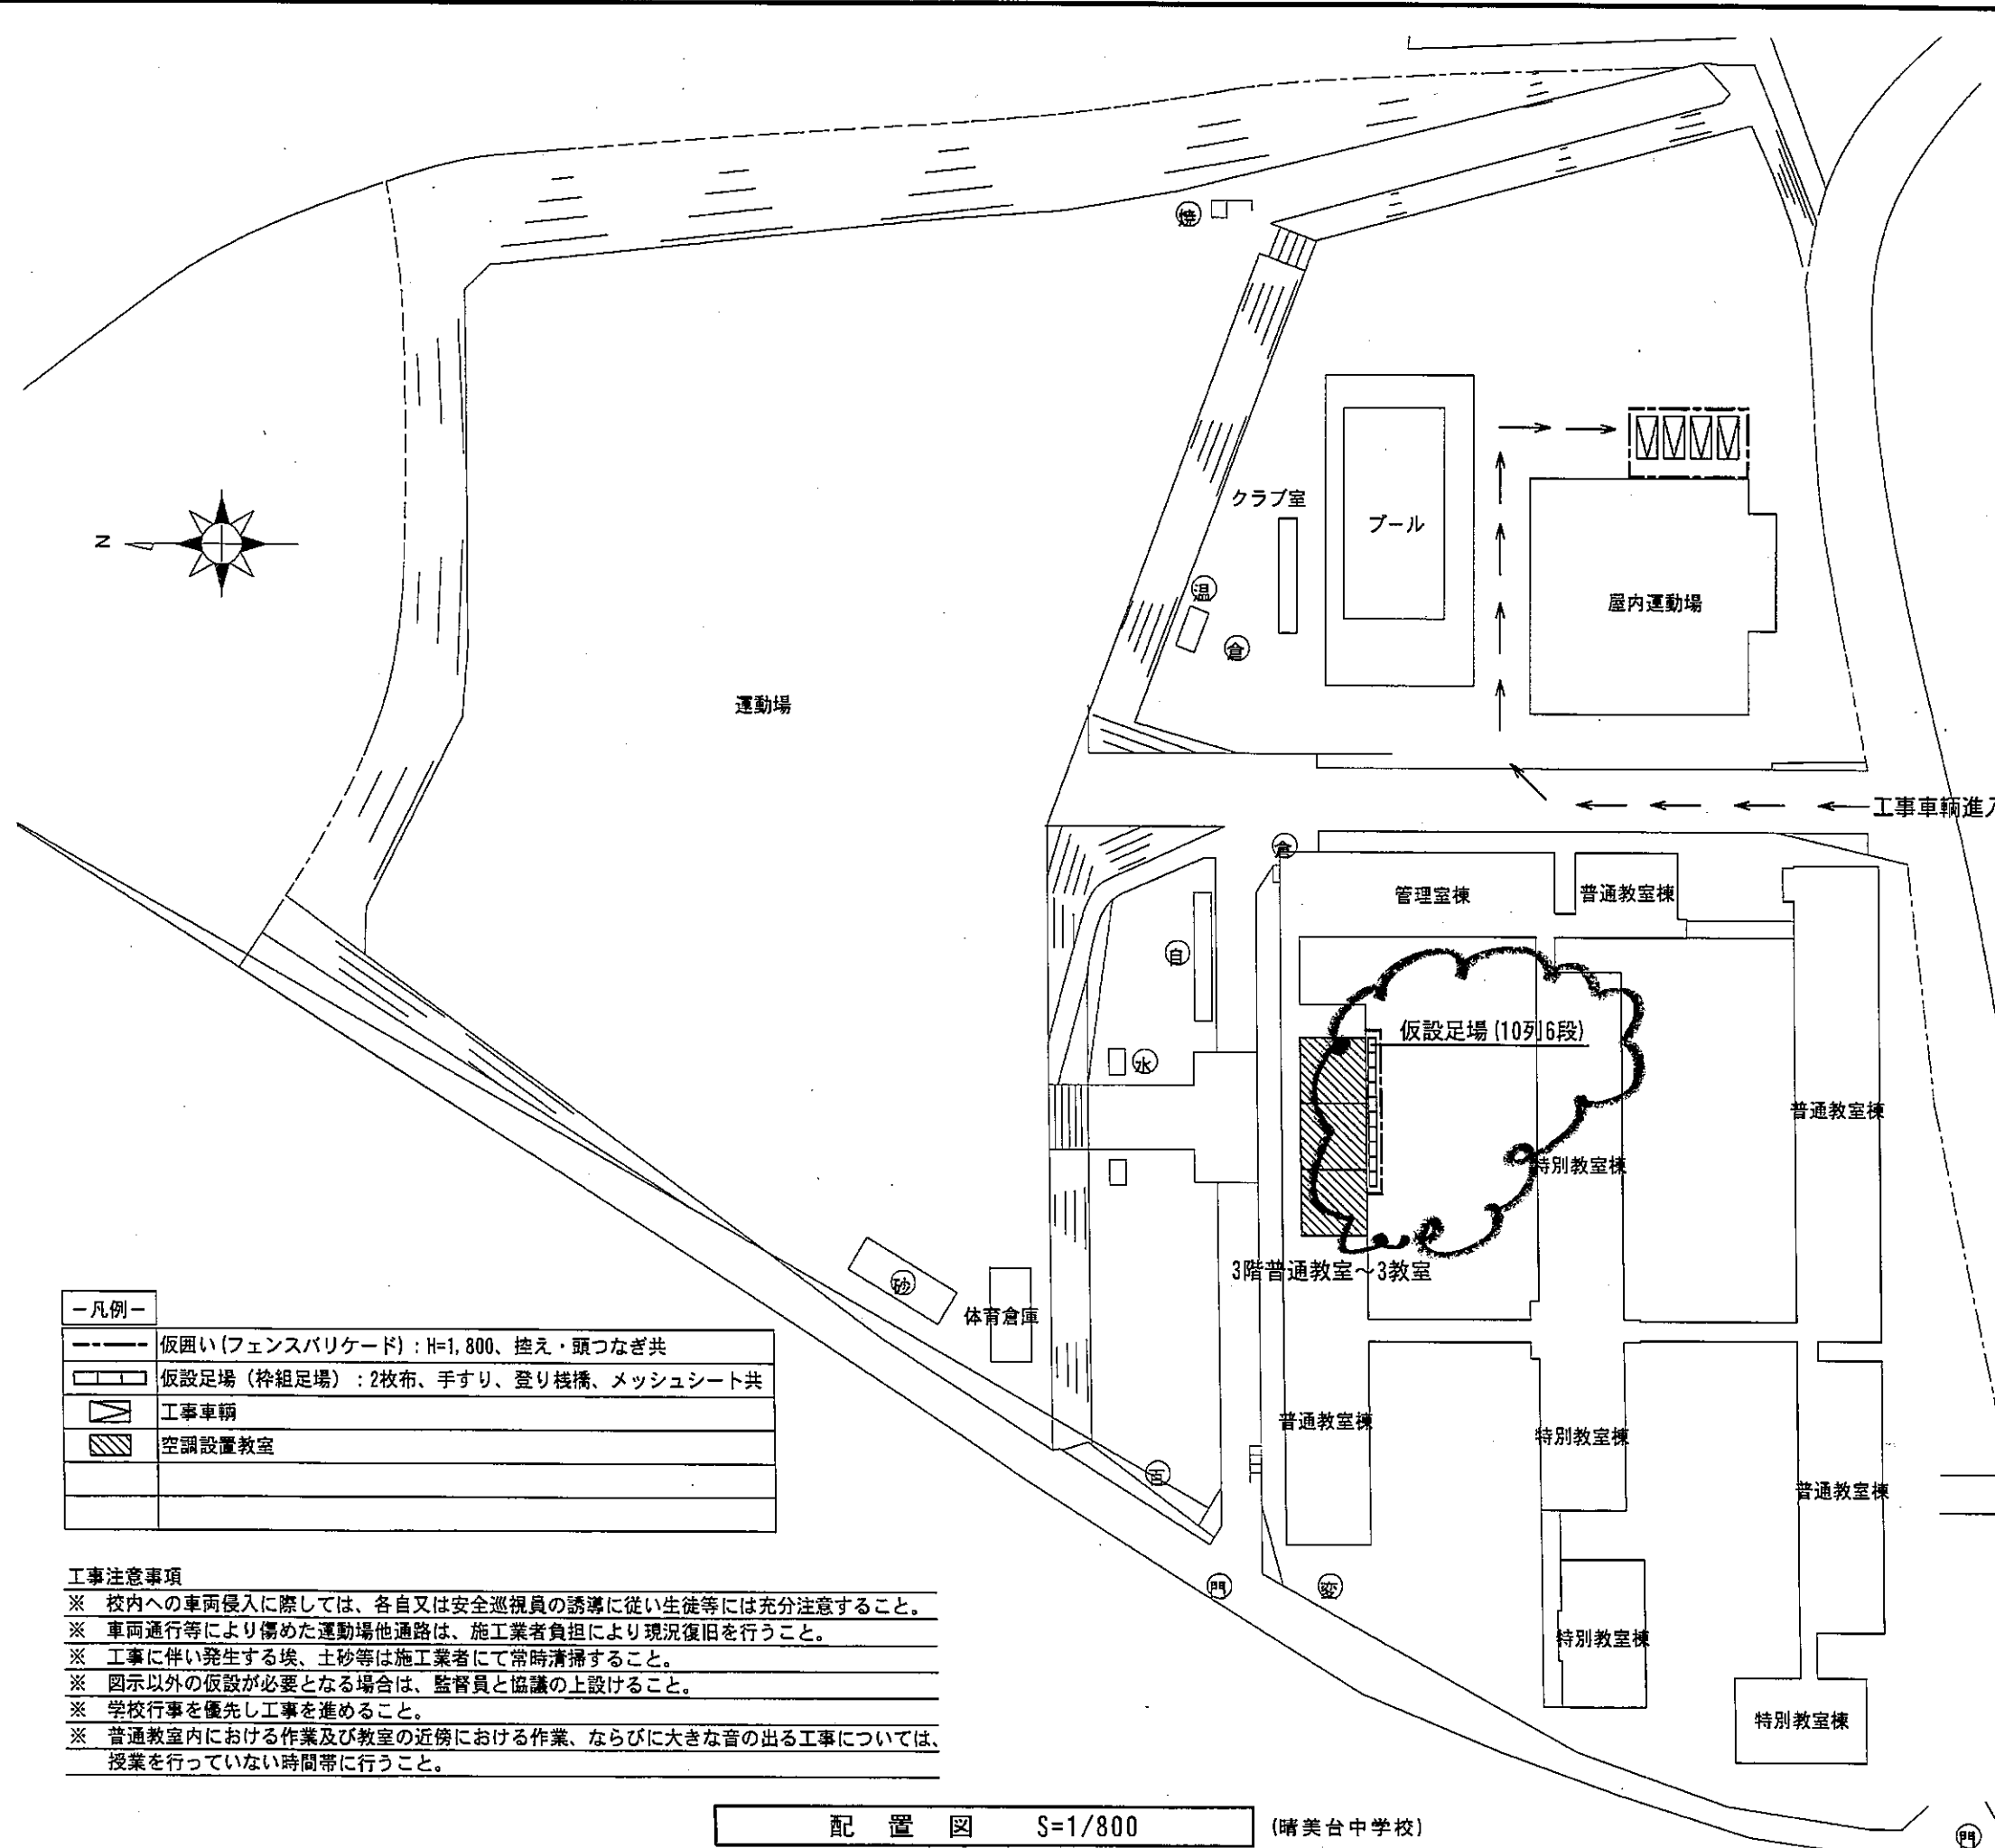 焼
クラブ室
プール
N
温
屋内運動場
倉
運動場
工事車輌進入
倉
管理室棟
普通教室棟
自
仮設足場(10列6段)
水
普通教室棟
特別教室棟
3階普通教室～3教室
砂
体育倉庫
－凡例－
仮囲い(フェンスバリケード):H=1,800、控え・頭つなぎ共
仮設足場（枠組足場）:2枚布、手すり、登り桟橋、メッシュシート共
工事車輌
空調設置教室
普通教室棟
特別教室棟
百
普通教室棟
工事注意事項
※ 校内への車両侵入に際しては、各自又は安全巡視員の誘導に従い生徒等には充分注意すること。
※ 車両通行等により傷めた運動場他通路は、施工業者負担により現況復旧を行うこと。
※ 工事に伴い発生する埃、土砂等は施工業者にて常時清掃すること。
※ 図示以外の仮設が必要となる場合は、監督員と協議の上設けること。
※ 学校行事を優先し工事を進めること。
※ 普通教室内における作業及び教室の近傍における作業、ならびに大きな音の出る工事については、
授業を行っていない時間帯に行うこと。
門
変
特別教室棟
特別教室棟
配置図 S=1/800
(晴美台中学校)
門